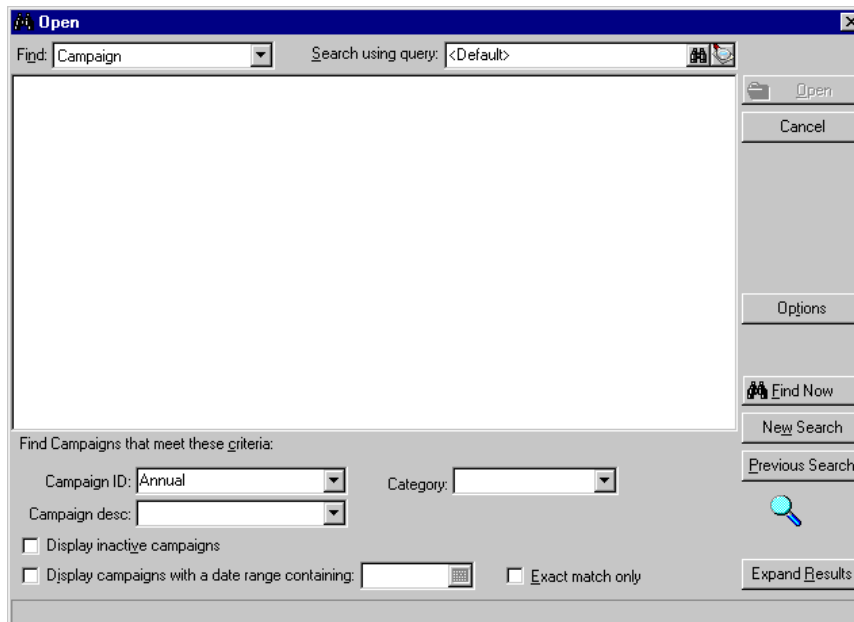 Open
Find: Campaign Search using query: <Default>
Open
Cancel
Options
Find Now
New Search
Previous Search
Find Campaigns that meet these criteria:
Campaign ID: Annual Category:
Campaign desc:
Display inactive campaigns
Display campaigns with a date range containing: Exact match only
Expand Results